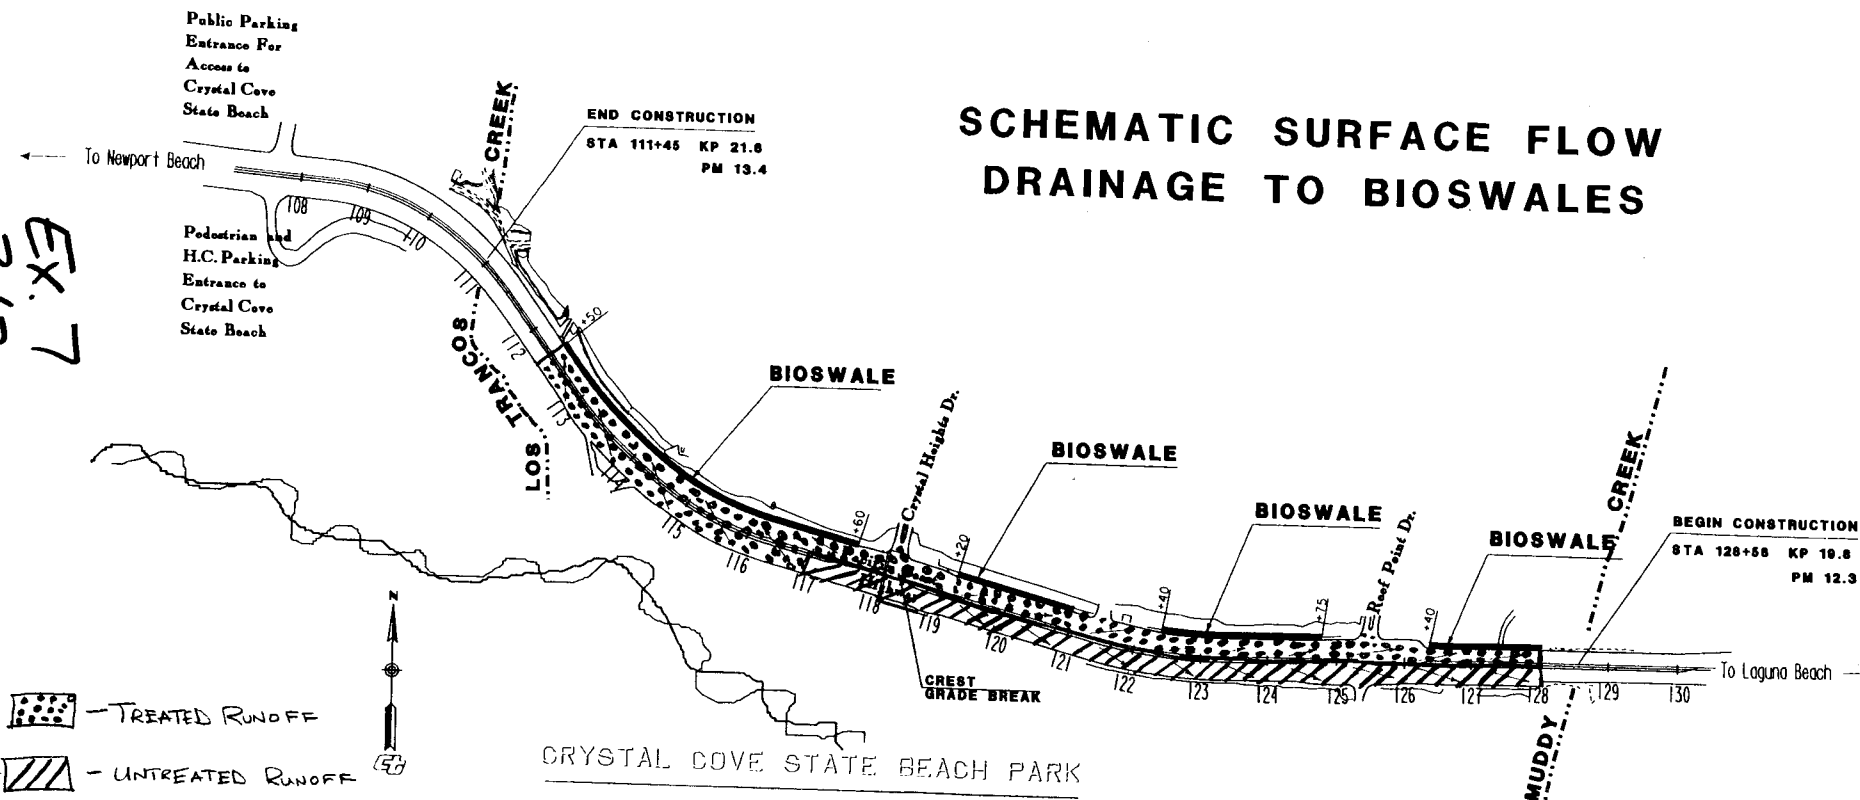 Public Parking
Entrance For
Access to
Crystal Cove
State Beach
To Newport Beach
Pedestrian and
H.C. Parking
Entrance to
Crystal Cove
State Beach
EX. 7
CREEK
END CONSTRUCTION
STA 111+45 KP 21.6
PM 13.4
SCHEMATIC SURFACE FLOW
DRAINAGE TO BIOSWALES
108
109
110
111
112
113
114
115
116
117
118
119
120
121
122
123
124
125
126
127
128
129
130
+50
LOS TRANCOS
BIOSWALE
+60
Crystal Heights Dr.
BIOSWALE
+20
BIOSWALE
+40
+75
Reef Point Dr.
BIOSWALE
+40
CREEK
BEGIN CONSTRUCTION
STA 128+56 KP 19.8
PM 12.3
To Laguna Beach
MUDDY
CREST
GRADE BREAK
N
- TREATED RUNOFF
- UNTREATED RUNOFF
CRYSTAL COVE STATE BEACH PARK